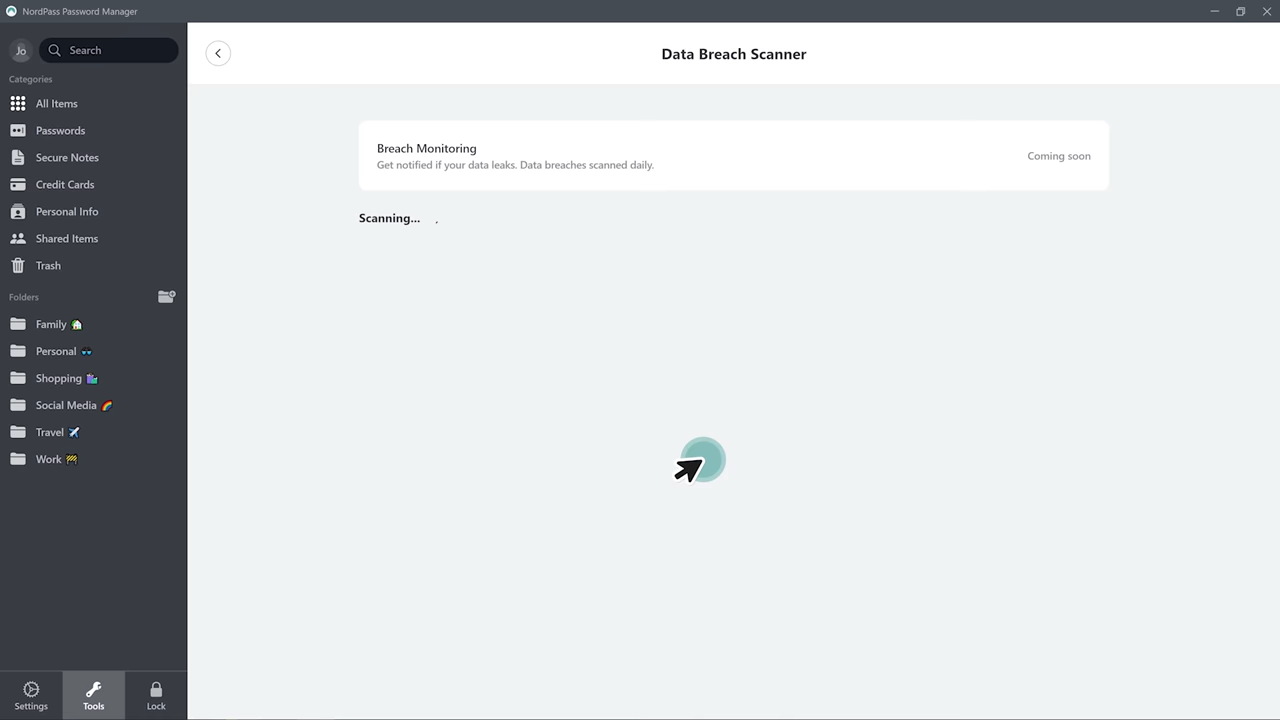 NordPass Password Manager
Jo
Search
Data Breach Scanner
Categories
All Items
Passwords
Secure Notes
Credit Cards
Personal Info
Shared Items
Trash
Folders
Family
Personal
Shopping
Social Media
Travel
Work
Settings
Tools
Lock
Breach Monitoring
Get notified if your data leaks. Data breaches scanned daily.
Coming soon
Scanning...